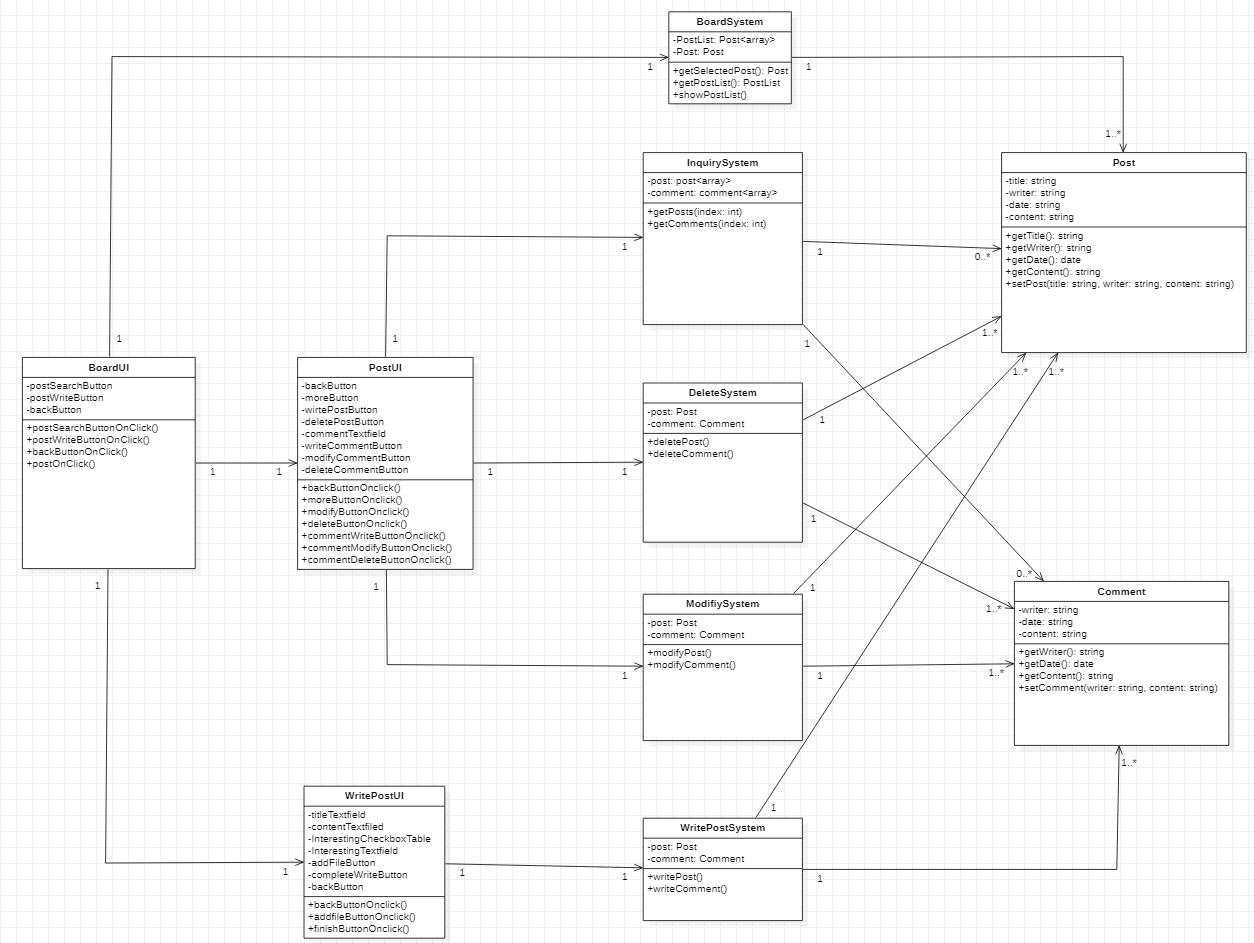 BoardSystem
-PostList: Post<array>
-Post: Post
+getSelectedPost(): Post
+getPostList(): PostList
+showPostList()
1
1
1..*
InquirySystem
-post: post<array>
-comment: comment<array>
+getPosts(index: int)
+getComments(index: int)
1
1
0..*
1
Post
-title: string
-writer: string
-date: string
-content: string
+getTitle(): string
+getWriter(): string
+getDate(): date
+getContent(): string
+setPost(title: string, writer: string, content: string)
1..*
1..*
1..*
1
1
BoardUI
-postSearchButton
-postWriteButton
-backButton
+postSearchButtonOnClick()
+postWriteButtonOnClick()
+backButtonOnClick()
+postOnClick()
1
1
1
PostUI
-backButton
-moreButton
-wirtePostButton
-deletePostButton
-commentTextfield
-writeCommentButton
-modifyCommentButton
-deleteCommentButton
+backButtonOnclick()
+moreButtonOnclick()
+modifyButtonOnclick()
+deleteButtonOnclick()
+commentWriteButtonOnclick()
+commentModifyButtonOnclick()
+commentDeleteButtonOnclick()
1
1
1
DeleteSystem
-post: Post
-comment: Comment
+deletePost()
+deleteComment()
1
1
ModifiySystem
-post: Post
-comment: Comment
+modifyPost()
+modifyComment()
1
1
1
0..*
1..*
1..*
Comment
-writer: string
-date: string
-content: string
+getWriter(): string
+getDate(): date
+getContent(): string
+setComment(writer: string, content: string)
1..*
WritePostUI
-titleTextfield
-contentTextfiled
-InterestingCheckboxTable
-InterestingTextfield
-addFileButton
-completeWriteButton
-backButton
+backButtonOnclick()
+addfileButtonOnclick()
+finishButtonOnclick()
1
1
1
1
WritePostSystem
-post: Post
-comment: Comment
+writePost()
+writeComment()
1